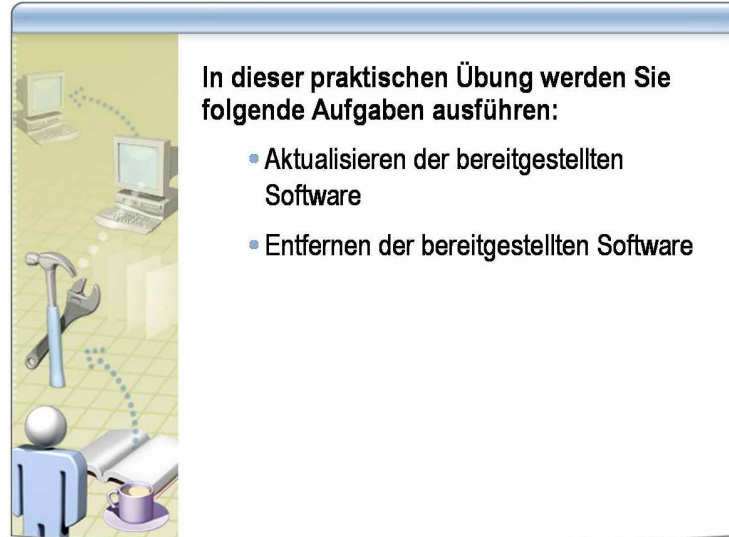 In dieser praktischen Übung werden Sie
folgende Aufgaben ausführen:
Aktualisieren der bereitgestellten
Software
Entfernen der bereitgestellten Software